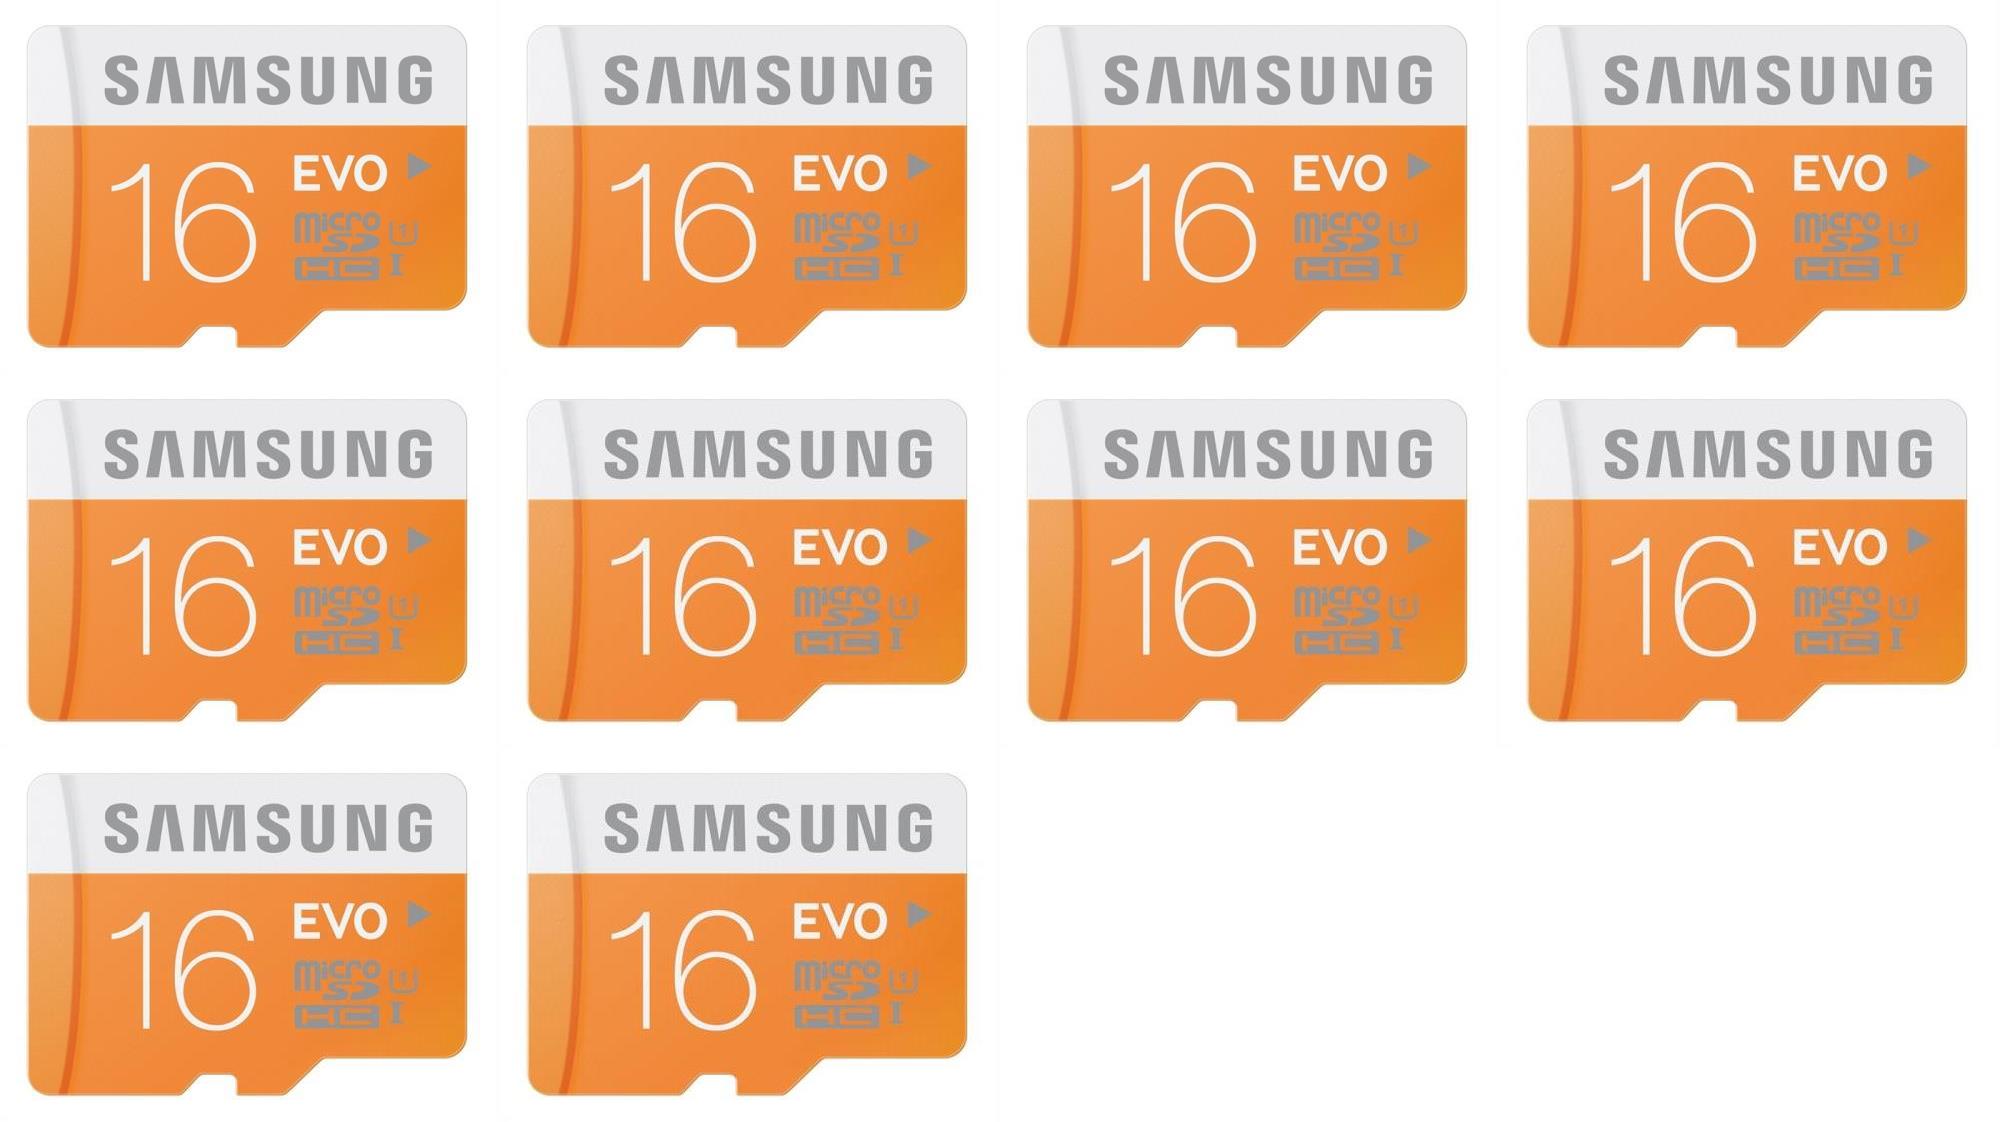 SAMSUNG SAMSUNG SAMSUNG SAMSUNG
16 EVO 16 EVO 16 EVO 16 EVO
micro micro micro micro
SD 1 SD 1 SD 1 SD 1
HC I HC I HC I HC I
SAMSUNG SAMSUNG SAMSUNG SAMSUNG
16 EVO 16 EVO 16 EVO 16 EVO
micro micro micro micro
SD 1 SD 1 SD 1 SD 1
HC I HC I HC I HC I
SAMSUNG SAMSUNG
16 EVO 16 EVO
micro micro
SD 1 SD 1
HC I HC I